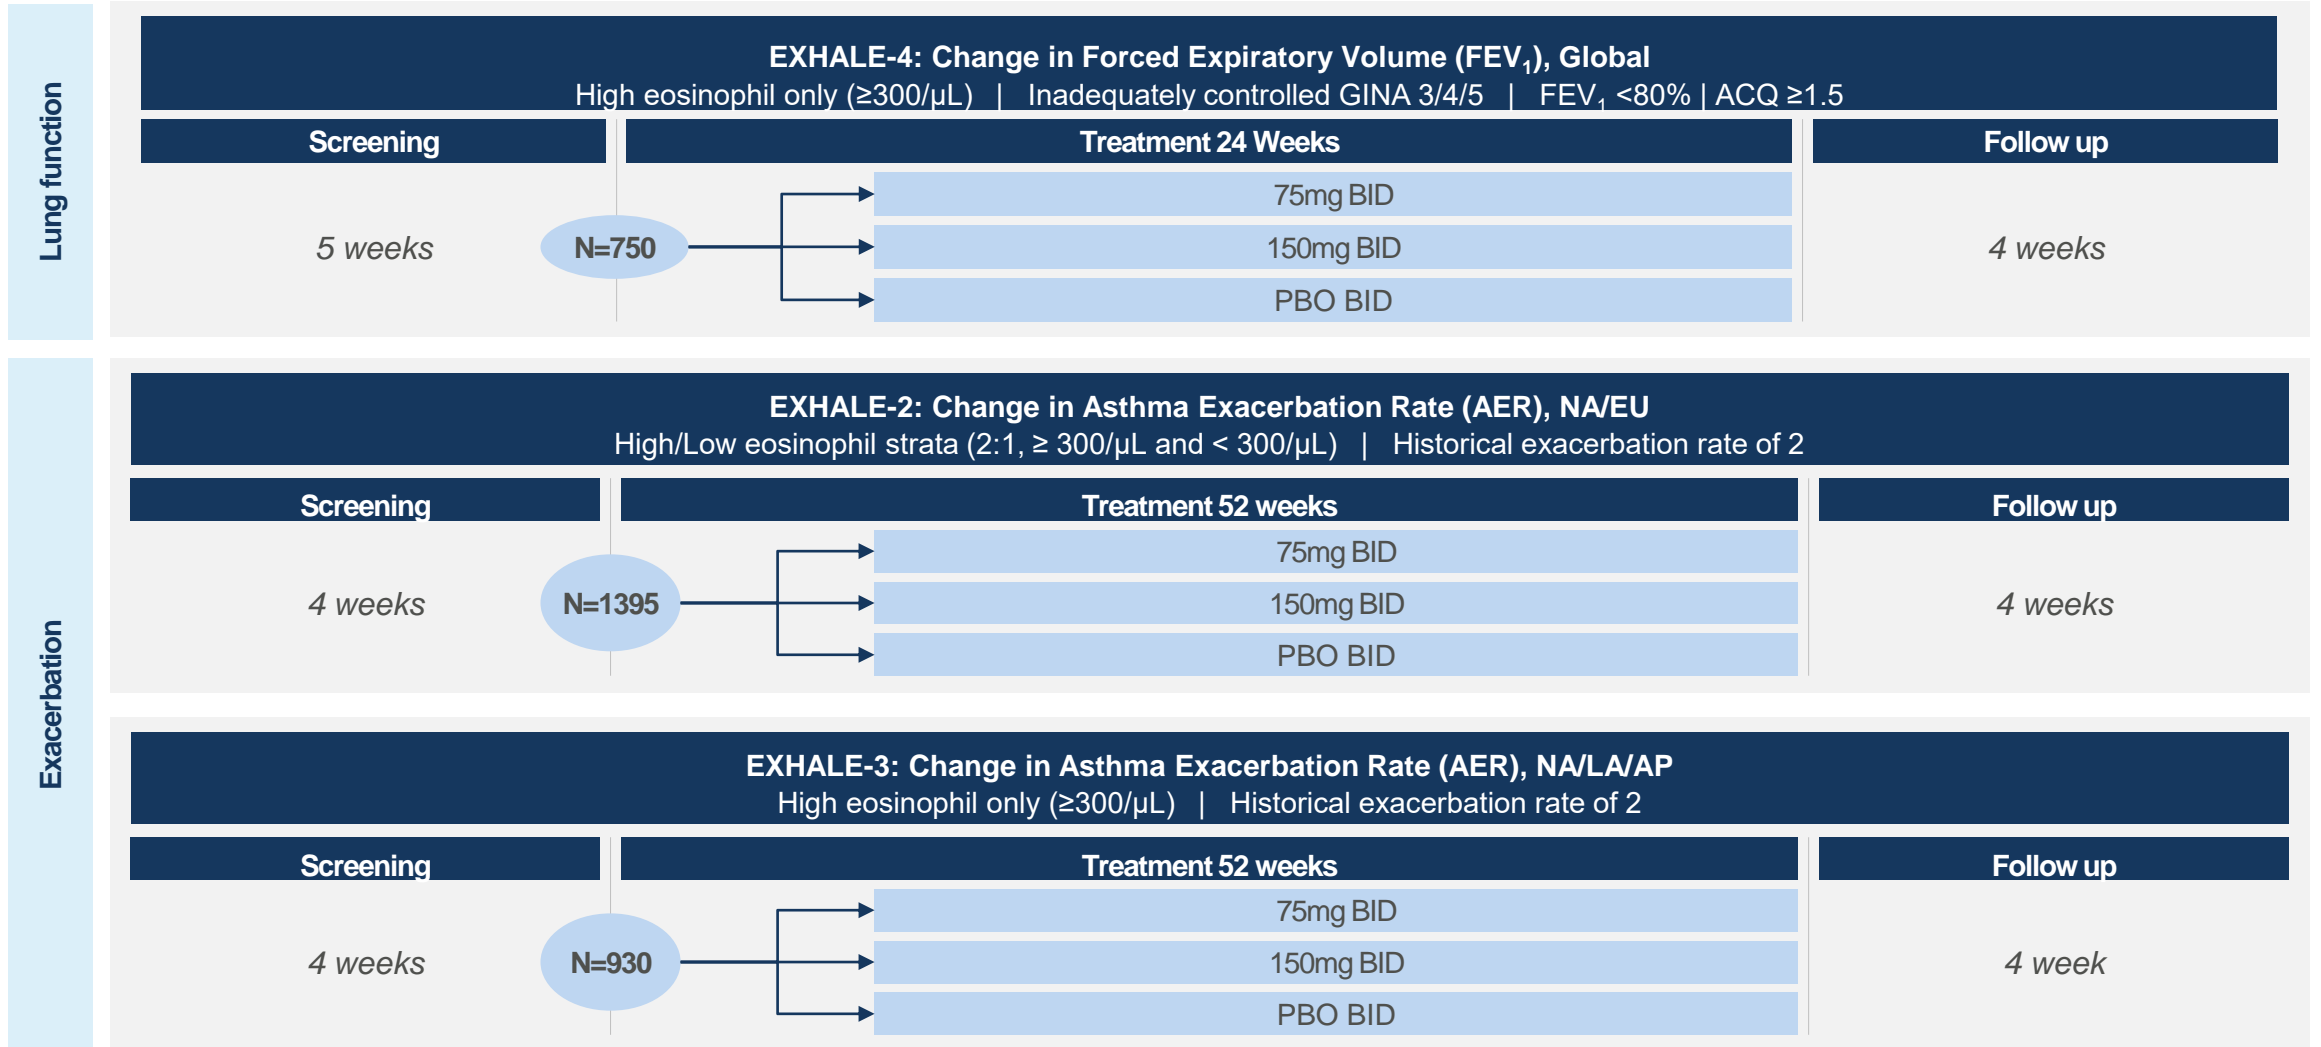 Lung function
EXHALE-4: Change in Forced Expiratory Volume (FEV₁), Global
High eosinophil only (≥300/µL) | Inadequately controlled GINA 3/4/5 | FEV₁ <80% | ACQ ≥1.5
Screening
Treatment 24 Weeks
Follow up
5 weeks
N=750
75mg BID
150mg BID
PBO BID
4 weeks
Exacerbation
EXHALE-2: Change in Asthma Exacerbation Rate (AER), NA/EU
High/Low eosinophil strata (2:1, ≥ 300/µL and < 300/µL) | Historical exacerbation rate of 2
Screening
Treatment 52 weeks
Follow up
4 weeks
N=1395
75mg BID
150mg BID
PBO BID
4 weeks
EXHALE-3: Change in Asthma Exacerbation Rate (AER), NA/LA/AP
High eosinophil only (≥300/µL) | Historical exacerbation rate of 2
Screening
Treatment 52 weeks
Follow up
4 weeks
N=930
75mg BID
150mg BID
PBO BID
4 week